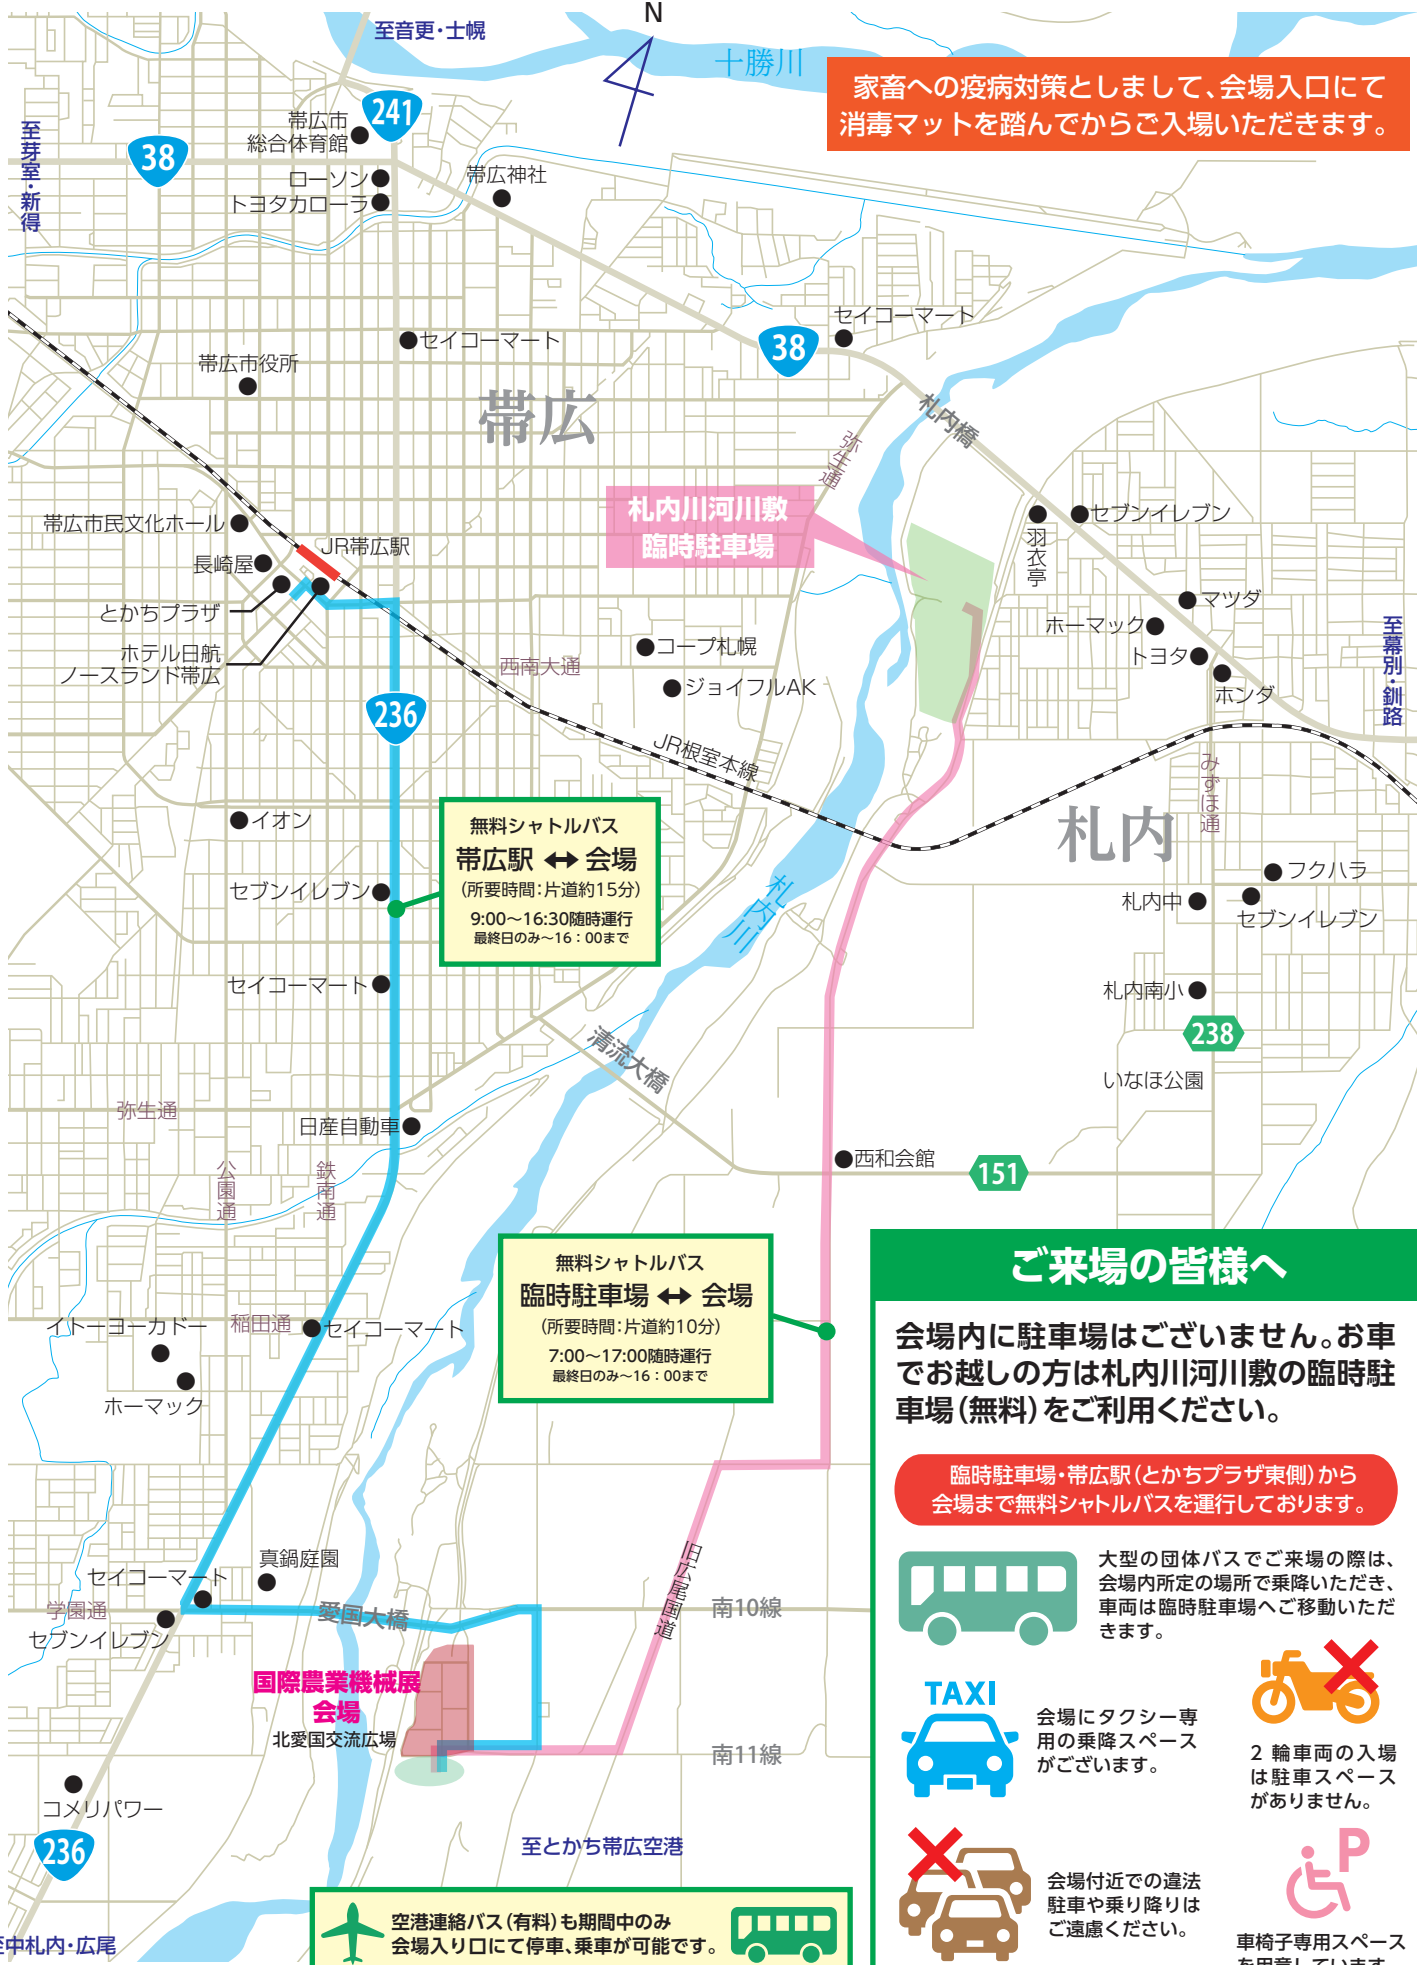 N
至音更・士幌
十勝川
家畜への疫病対策としまして、会場入口にて
消毒マットを踏んでからご入場いただきます。
241
帯広市
総合体育館
38
至芽室・新得
ローソン
トヨタカローラ
帯広神社
セイコーマート
38
セイコーマート
帯広市役所
帯広
札内橋
弥生通
札内川河川敷
臨時駐車場
セブンイレブン
羽衣亭
帯広市民文化ホール
JR帯広駅
長崎屋
とかちプラザ
ホテル日航
ノースランド帯広
マツダ
ホーマック
トヨタ
ホンダ
至幕別・釧路
コープ札幌
西南大通
ジョイフルAK
236
JR根室本線
みずほ通
札内
イオン
無料シャトルバス
帯広駅 ↔ 会場
(所要時間:片道約15分)
9:00〜16:30随時運行
最終日のみ〜16:00まで
セブンイレブン
フクハラ
札内中
セブンイレブン
札内川
セイコーマート
札内南小
238
清流大橋
いなほ公園
弥生通
日産自動車
公園通
鉄南通
西和会館
151
無料シャトルバス
臨時駐車場 ↔ 会場
(所要時間:片道約10分)
7:00〜17:00随時運行
最終日のみ〜16:00まで
イトーヨーカドー
稲田通
セイコーマート
ホーマック
真鍋庭園
セイコーマート
学園通
セブンイレブン
愛国大橋
旧広尾国道
南10線
国際農業機械展
会場
北愛国交流広場
南11線
コメリパワー
236
至とかち帯広空港
至中札内・広尾
空港連絡バス(有料)も期間中のみ
会場入り口にて停車、乗車が可能です。
ご来場の皆様へ
会場内に駐車場はございません。お車
でお越しの方は札内川河川敷の臨時駐
車場(無料)をご利用ください。
臨時駐車場・帯広駅(とかちプラザ東側)から
会場まで無料シャトルバスを運行しております。
大型の団体バスでご来場の際は、
会場内所定の場所で乗降いただき、
車両は臨時駐車場へご移動いただ
きます。
TAXI
会場にタクシー専
用の乗降スペース
がございます。
2 輪車両の入場
は駐車スペース
がありません。
会場付近での違法
駐車や乗り降りは
ご遠慮ください。
P
車椅子専用スペース
を用意しています